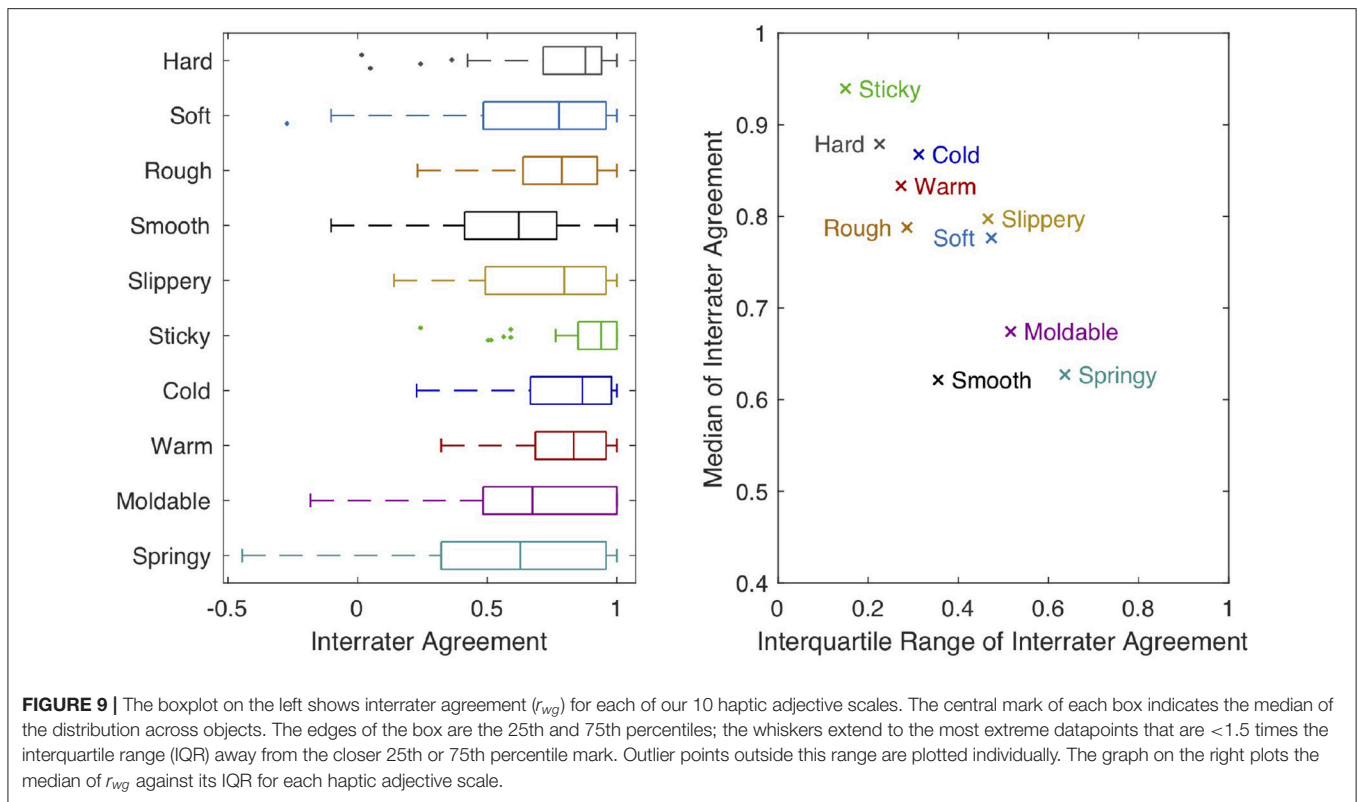 Hard
Soft
Rough
Smooth
Slippery
Sticky
Cold
Warm
Moldable
Springy
-0.5 0 0.5 1
Interrater Agreement
1
0.9
0.8
0.7
0.6
0.5
0.4
Median of Interrater Agreement
Sticky
Hard
Cold
Warm
Slippery
Rough
Soft
Moldable
Smooth
Springy
0 0.2 0.4 0.6 0.8 1
Interquartile Range of Interrater Agreement
FIGURE 9 | The boxplot on the left shows interrater agreement (rwg) for each of our 10 haptic adjective scales. The central mark of each box indicates the median of
the distribution across objects. The edges of the box are the 25th and 75th percentiles; the whiskers extend to the most extreme datapoints that are <1.5 times the
interquartile range (IQR) away from the closer 25th or 75th percentile mark. Outlier points outside this range are plotted individually. The graph on the right plots the
median of rwg against its IQR for each haptic adjective scale.